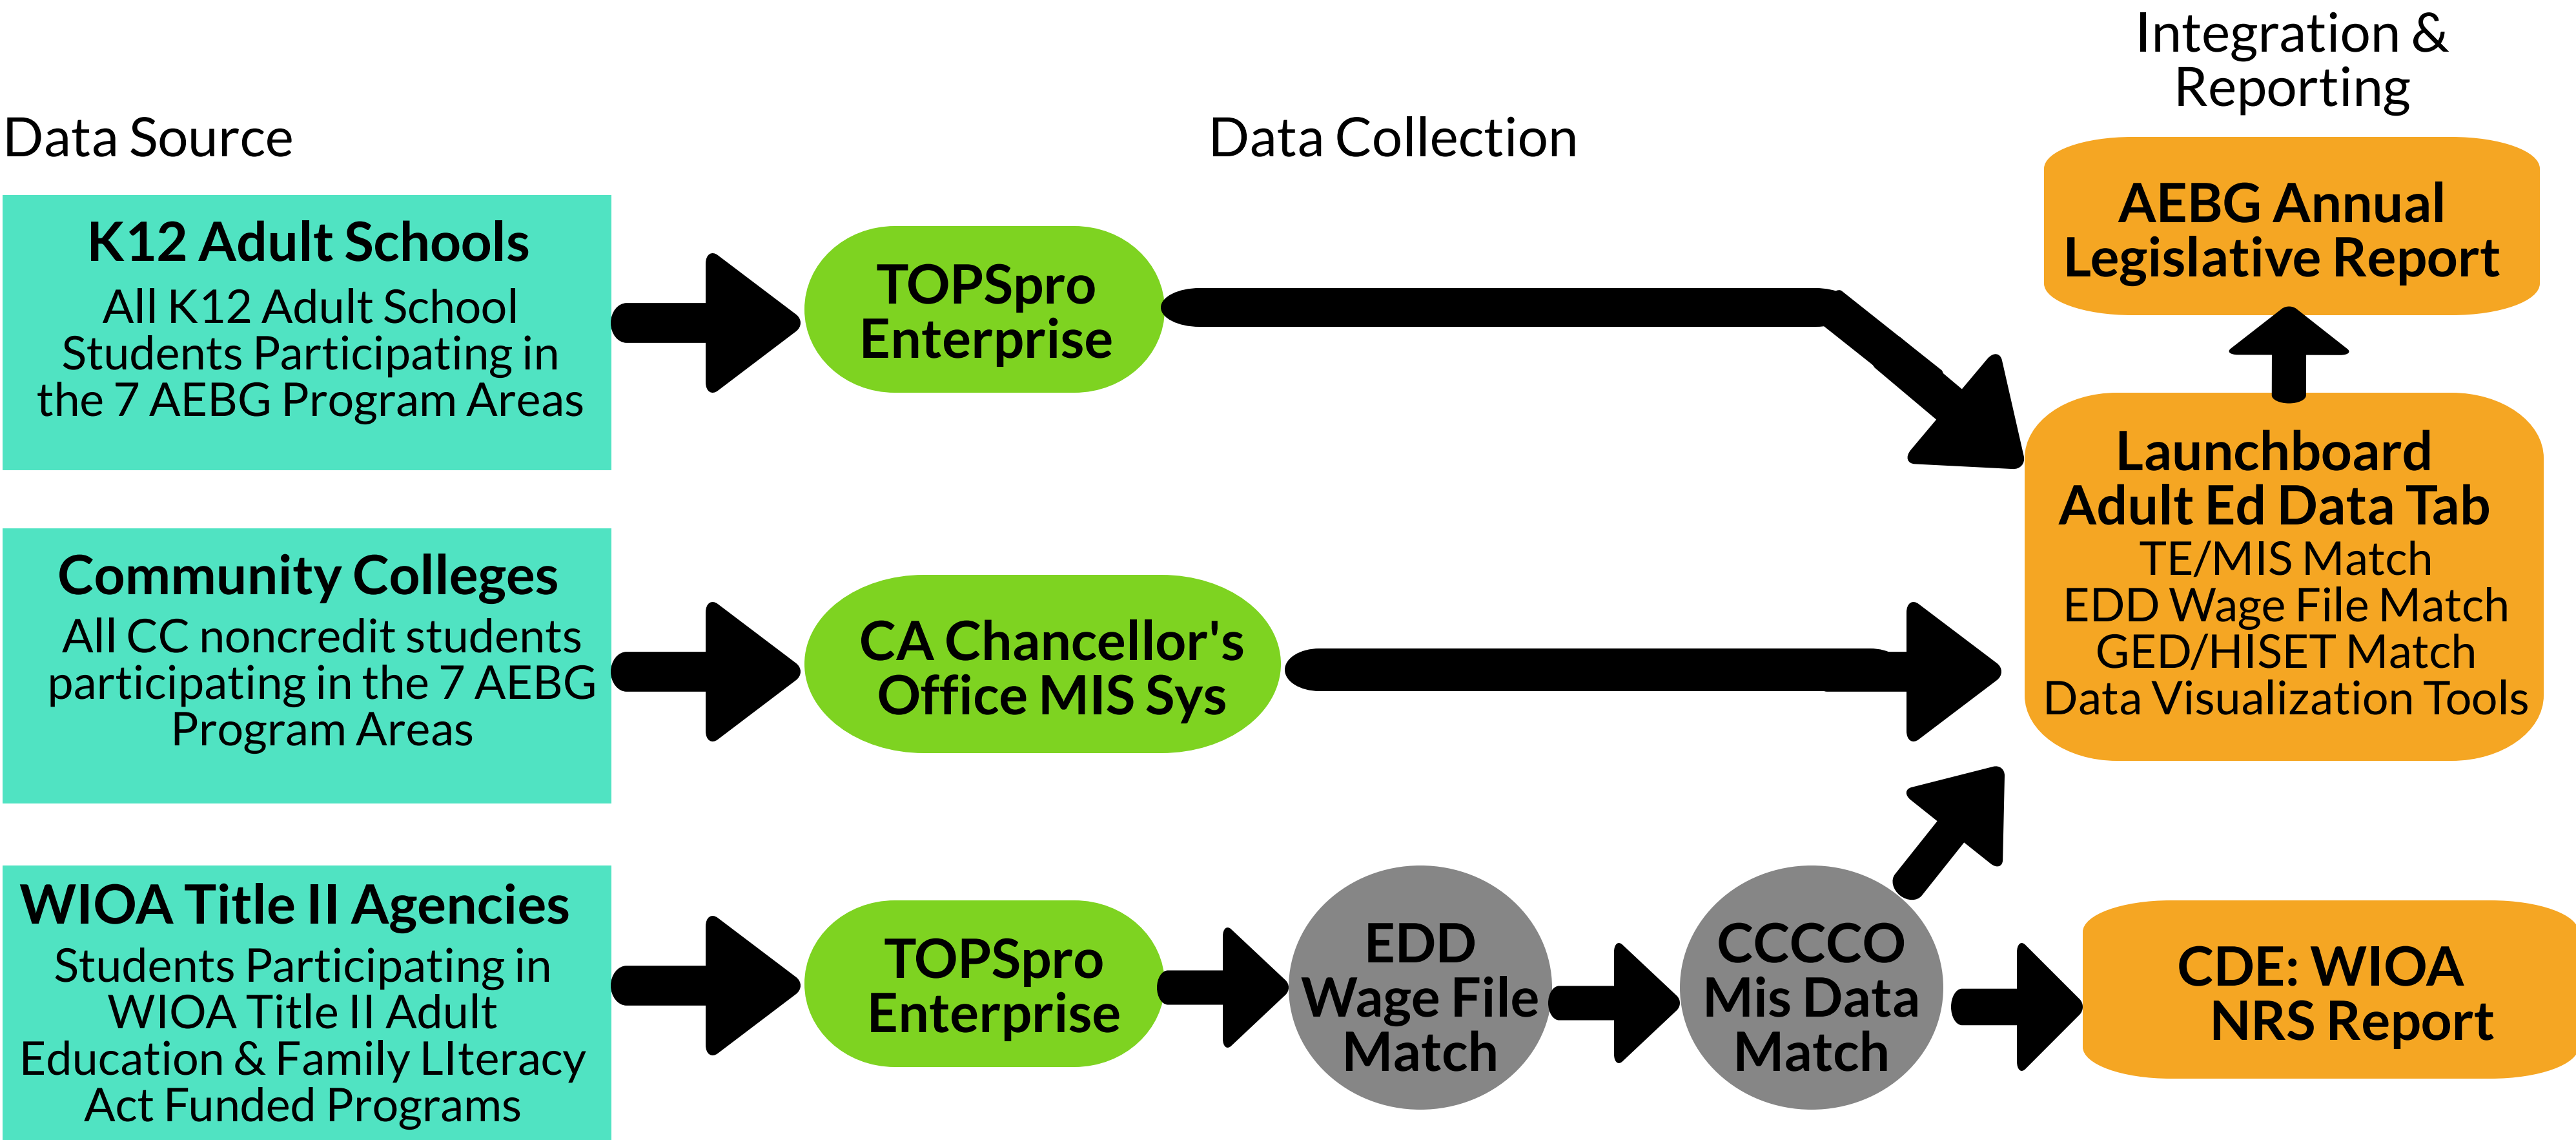 Integration &
Reporting
Data Source
Data Collection
K12 Adult Schools
All K12 Adult School
Students Participating in
the 7 AEBG Program Areas
TOPSpro
Enterprise
AEBG Annual
Legislative Report
Community Colleges
All CC noncredit students
participating in the 7 AEBG
Program Areas
CA Chancellor's
Office MIS Sys
Launchboard
Adult Ed Data Tab
TE/MIS Match
EDD Wage File Match
GED/HISET Match
Data Visualization Tools
WIOA Title II Agencies
Students Participating in
WIOA Title II Adult
Education & Family LIteracy
Act Funded Programs
TOPSpro
Enterprise
EDD
Wage File
Match
CCCCO
Mis Data
Match
CDE: WIOA
NRS Report